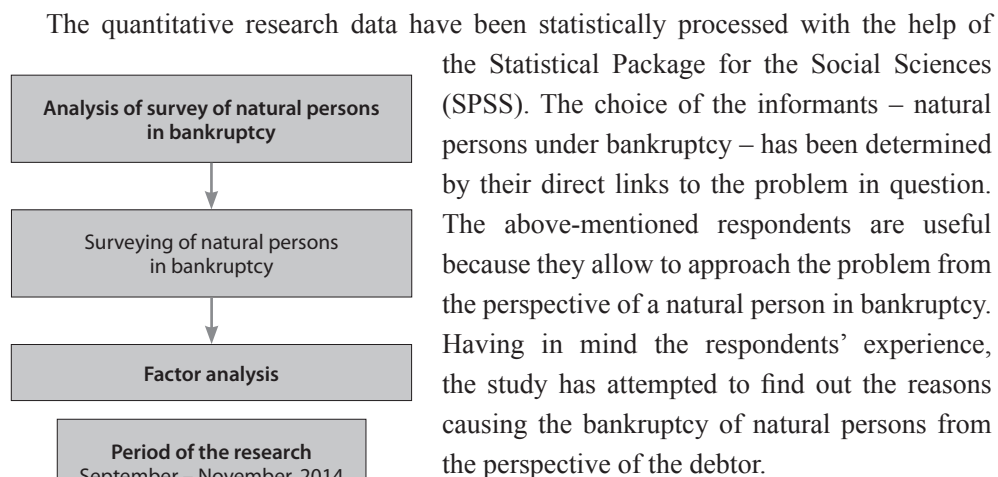 The quantitative research data have been statistically processed with the help of
the Statistical Package for the Social Sciences
(SPSS). The choice of the informants – natural
persons under bankruptcy – has been determined
by their direct links to the problem in question.
The above-mentioned respondents are useful
because they allow to approach the problem from
the perspective of a natural person in bankruptcy.
Having in mind the respondents’ experience,
the study has attempted to find out the reasons
causing the bankruptcy of natural persons from
the perspective of the debtor.
Analysis of survey of natural persons
in bankruptcy
Surveying of natural persons
in bankruptcy
Factor analysis
Period of the research
September – November, 2014